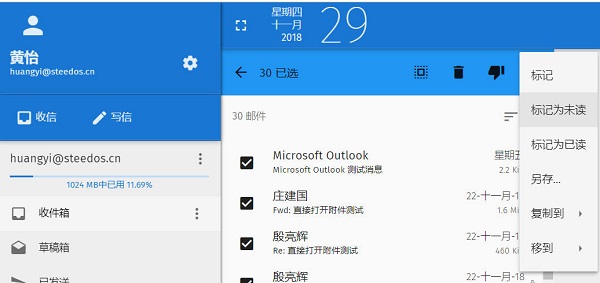 黄怡
huangyi@steedos.cn
收信
写信
huangyi@steedos.cn
1024 MB中已用 11.69%
收件箱
草稿箱
已发送
星期四
十一月
2018
29
30 已选
30 邮件
Microsoft Outlook
星期五
Microsoft Outlook 测试消息
2.2 Ki
庄建国
22-十一月-1
Fwd: 直接打开附件测试
1.6 Mi
殷亮辉
22-十一月-1
Re: 直接打开附件测试
460 Ki
殷亮辉
22-十一月-18
标记
标记为未读
标记为已读
另存...
复制到
移到